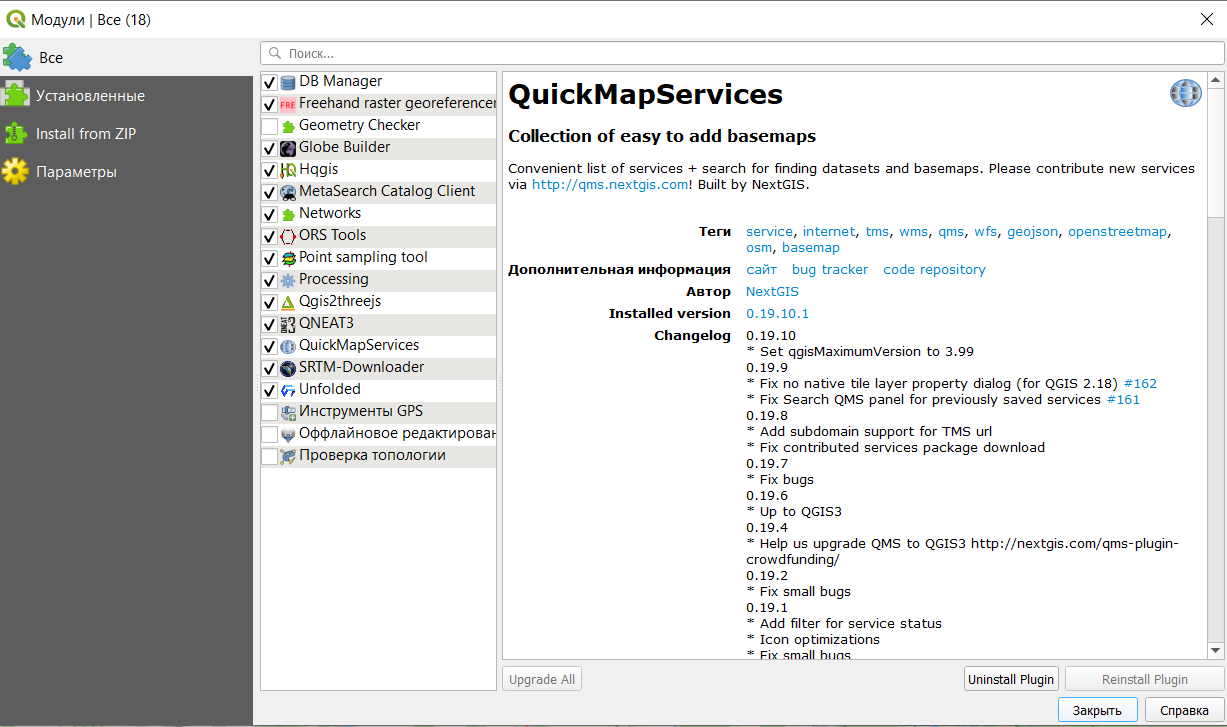 Модули | Все (18)
Все
Установленные
Install from ZIP
Параметры
Поиск...
DB Manager
FRE Freehand raster georeferencer
Geometry Checker
Globe Builder
Hqgis
MetaSearch Catalog Client
Networks
ORS Tools
Point sampling tool
Processing
Qgis2threejs
QNEAT3
QuickMapServices
SRTM-Downloader
Unfolded
Инструменты GPS
Оффлайновое редактирован
Проверка топологии
QuickMapServices
Collection of easy to add basemaps
Convenient list of services + search for finding datasets and basemaps. Please contribute new services
via http://qms.nextgis.com! Built by NextGIS.
Теги service, internet, tms, wms, qms, wfs, geojson, openstreetmap,
osm, basemap
Дополнительная информация сайт bug tracker code repository
Автор NextGIS
Installed version 0.19.10.1
Changelog 0.19.10
* Set qgisMaximumVersion to 3.99
0.19.9
* Fix no native tile layer property dialog (for QGIS 2.18) #162
* Fix Search QMS panel for previously saved services #161
0.19.8
* Add subdomain support for TMS url
* Fix contributed services package download
0.19.7
* Fix bugs
0.19.6
* Up to QGIS3
0.19.4
* Help us upgrade QMS to QGIS3 http://nextgis.com/qms-plugin-
crowdfunding/
0.19.2
* Fix small bugs
0.19.1
* Add filter for service status
* Icon optimizations
* Fix small bugs
Upgrade All
Uninstall Plugin
Reinstall Plugin
Закрыть
Справка